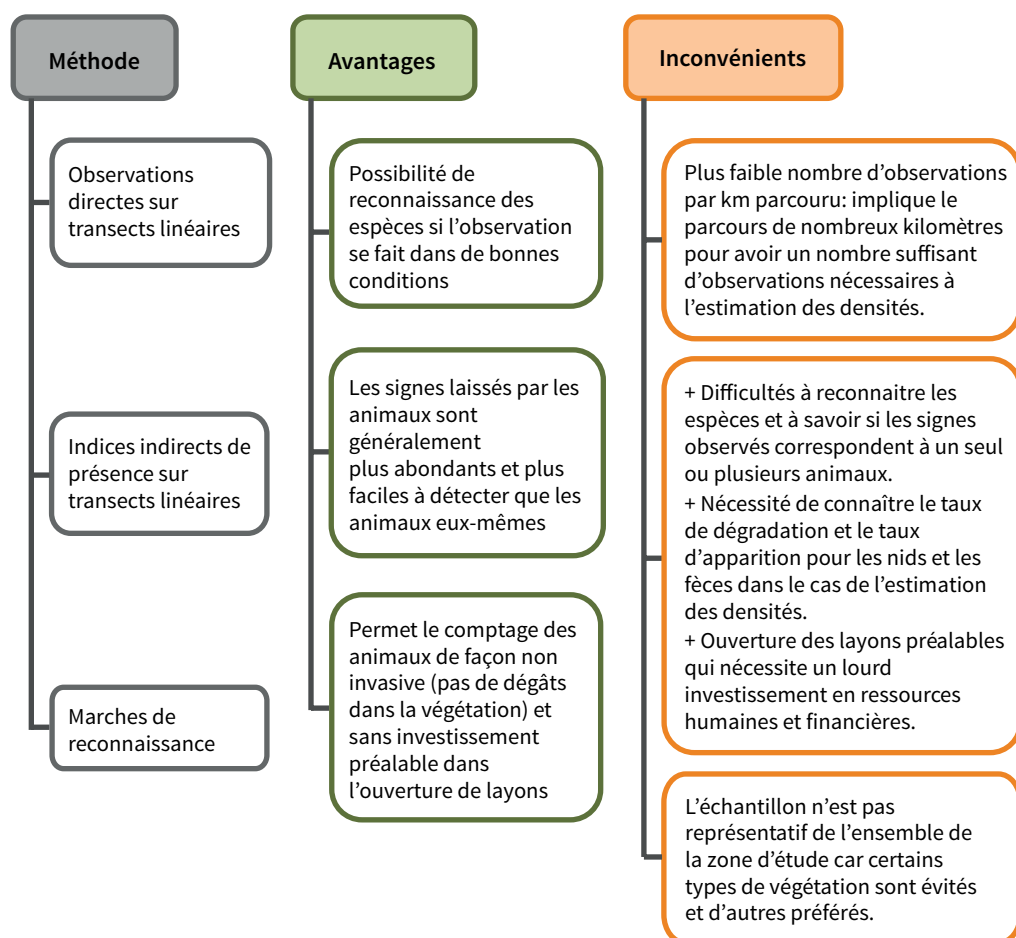 Méthode
Observations
directes sur
transects linéaires
Indices indirects de
présence sur
transects linéaires
Marches de
reconnaissance
Avantages
Possibilité de
reconnaissance des
espèces si l’observation
se fait dans de bonnes
conditions
Les signes laissés par les
animaux sont
généralement
plus abondants et plus
faciles à détecter que les
animaux eux-mêmes
Permet le comptage des
animaux de façon non
invasive (pas de dégâts
dans la végétation) et
sans investissement
préalable dans
l’ouverture de layons
Inconvénients
Plus faible nombre d’observations
par km parcouru: implique le
parcours de nombreux kilomètres
pour avoir un nombre suffisant
d’observations nécessaires à
l’estimation des densités.
+ Difficultés à reconnaitre les
espèces et à savoir si les signes
observés correspondent à un seul
ou plusieurs animaux.
+ Nécessité de connaître le taux
de dégradation et le taux
d’apparition pour les nids et les
fèces dans le cas de l’estimation
des densités.
+ Ouverture des layons préalables
qui nécessite un lourd
investissement en ressources
humaines et financières.
L’échantillon n’est pas
représentatif de l’ensemble de
la zone d’étude car certains
types de végétation sont évités
et d’autres préférés.